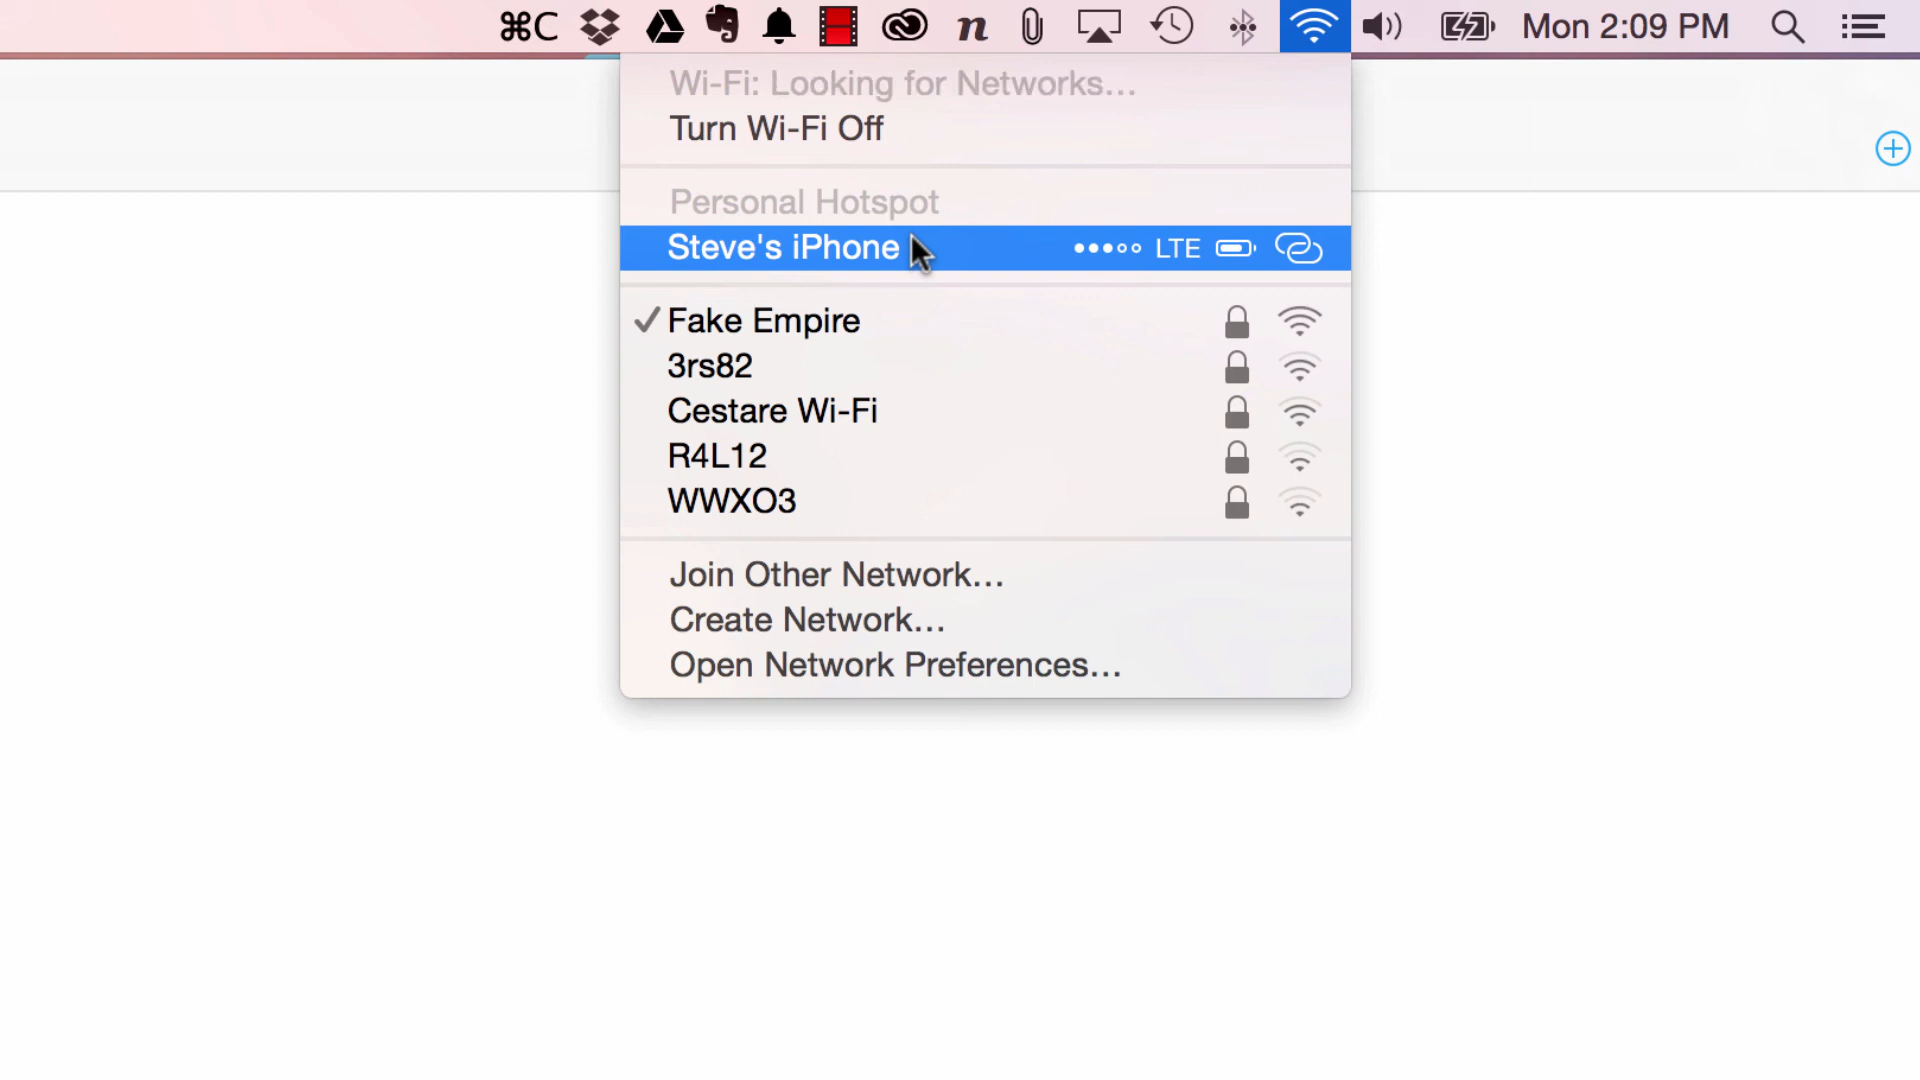 ⌘C n Mon 2:09 PM
Wi-Fi: Looking for Networks...
Turn Wi-Fi Off
Personal Hotspot
Steve's iPhone LTE
Fake Empire
3rs82
Cestare Wi-Fi
R4L12
WWXO3
Join Other Network...
Create Network...
Open Network Preferences...